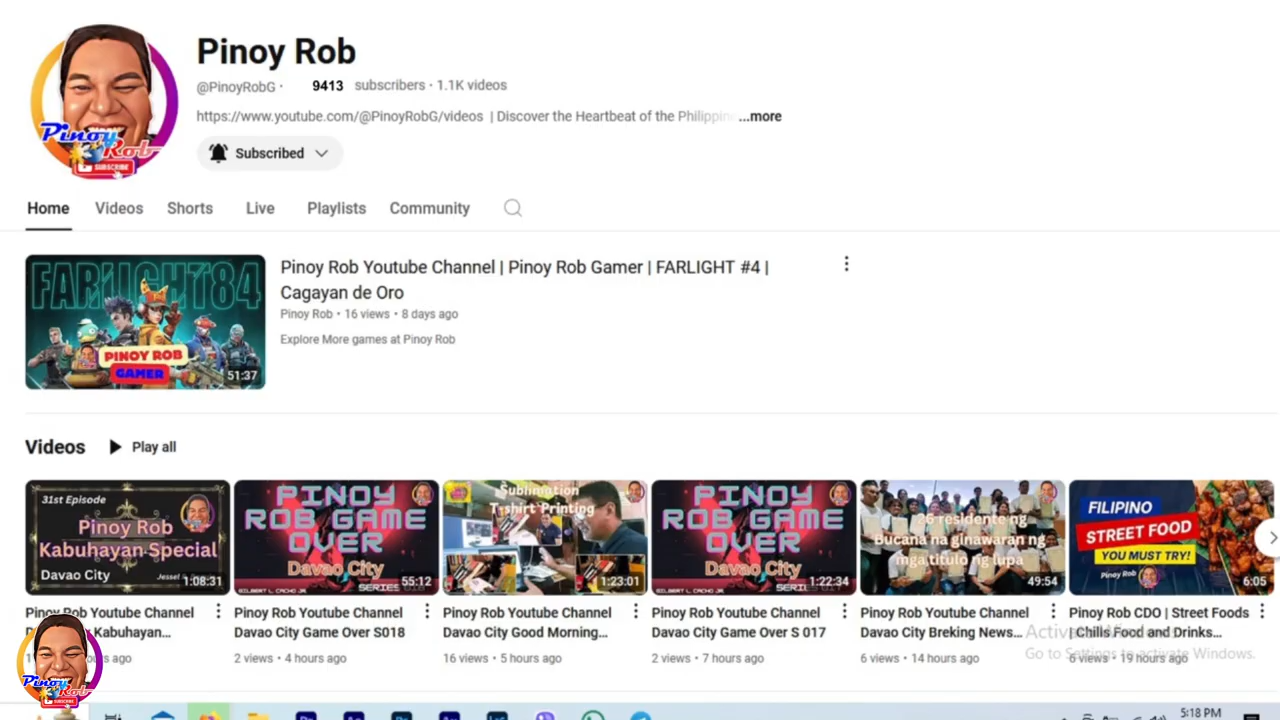 Pinoy Rob
@PinoyRobG · 9413 subscribers · 1.1K videos
https://www.youtube.com/@PinoyRobG/videos | Discover the Heartbeat of the Philippin ...more
Pinoy
Rob
SUBSCRIBE
Subscribed
Home Videos Shorts Live Playlists Community
FARLIGHT84
PINOY ROB
GAMER
51:37
Pinoy Rob Youtube Channel | Pinoy Rob Gamer | FARLIGHT #4 |
Cagayan de Oro
Pinoy Rob · 16 views · 8 days ago
Explore More games at Pinoy Rob
Videos Play all
31st Episode
Pinoy Rob
Kabuhayan Special
Davao City
1:08:31
PINOY
ROB GAME
OVER
Davao City
SERIES
55:12
Sublimation
T-shirt Printing
1:23:01
PINOY
ROB GAME
OVER
Davao City
GILBERT L. CACHO JR.
1:22:34
26 residente ng
Bucana na ginawaran ng
mga titulo ng lupa
49:54
FILIPINO
STREET FOOD
YOU MUST TRY!
Pinoy Rob
6:05
Pinoy Rob Youtube Channel
Kabuhayan...
ago
Pinoy Rob Youtube Channel
Davao City Game Over S018
2 views · 4 hours ago
Pinoy Rob Youtube Channel
Davao City Good Morning...
16 views · 5 hours ago
Pinoy Rob Youtube Channel
Davao City Game Over S 017
2 views · 7 hours ago
Pinoy Rob Youtube Channel
Davao City Breking News...
6 views · 14 hours ago
Pinoy Rob CDO | Street Foods
| Chills Food and Drinks...
6 views · 19 hours ago
Go to Settings to activate Windows.
Pinoy
Rob
SUBSCRIBE
5:18 PM